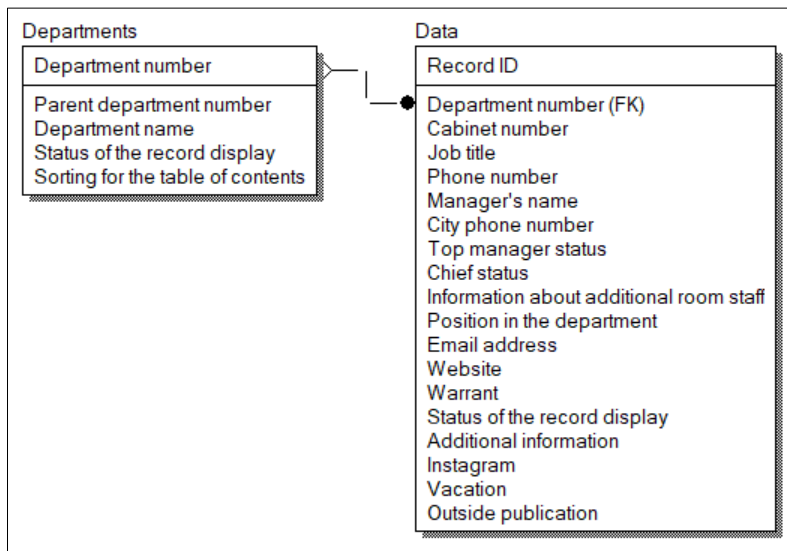 Departments
Department number
Parent department number
Department name
Status of the record display
Sorting for the table of contents
Data
Record ID
Department number (FK)
Cabinet number
Job title
Phone number
Manager's name
City phone number
Top manager status
Chief status
Information about additional room staff
Position in the department
Email address
Website
Warrant
Status of the record display
Additional information
Instagram
Vacation
Outside publication